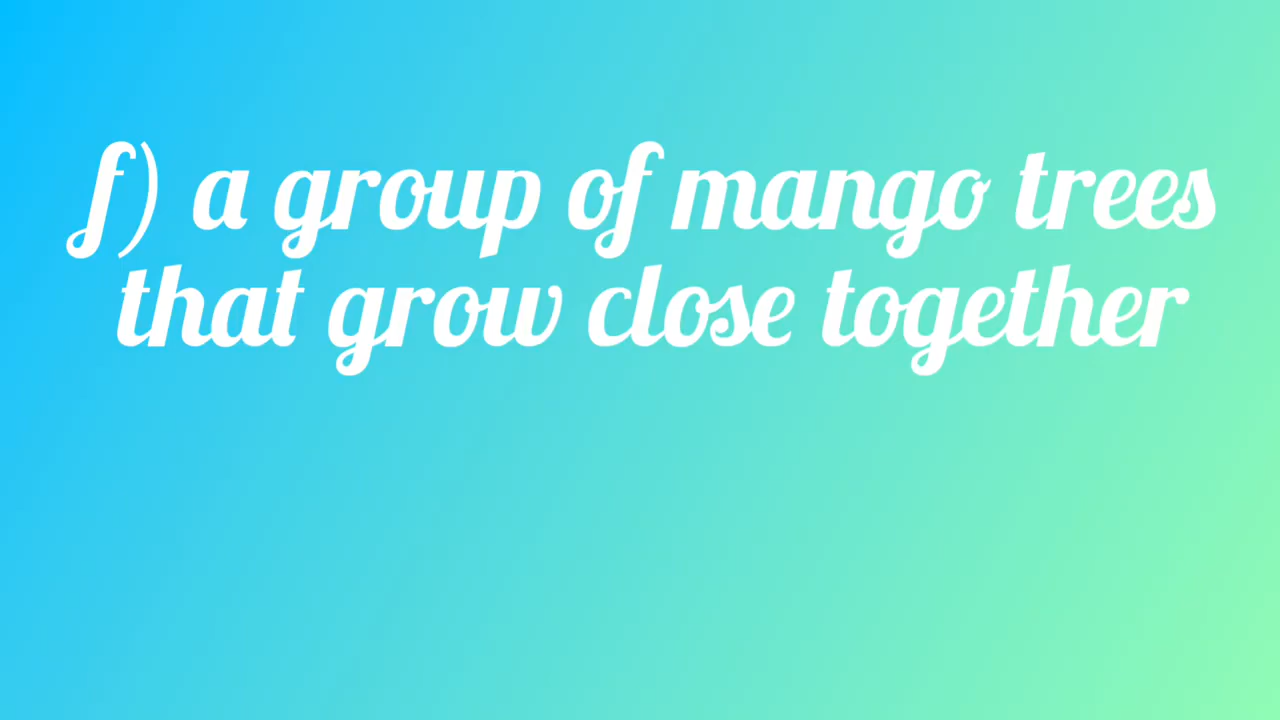 f) a group of mango trees
that grow close together